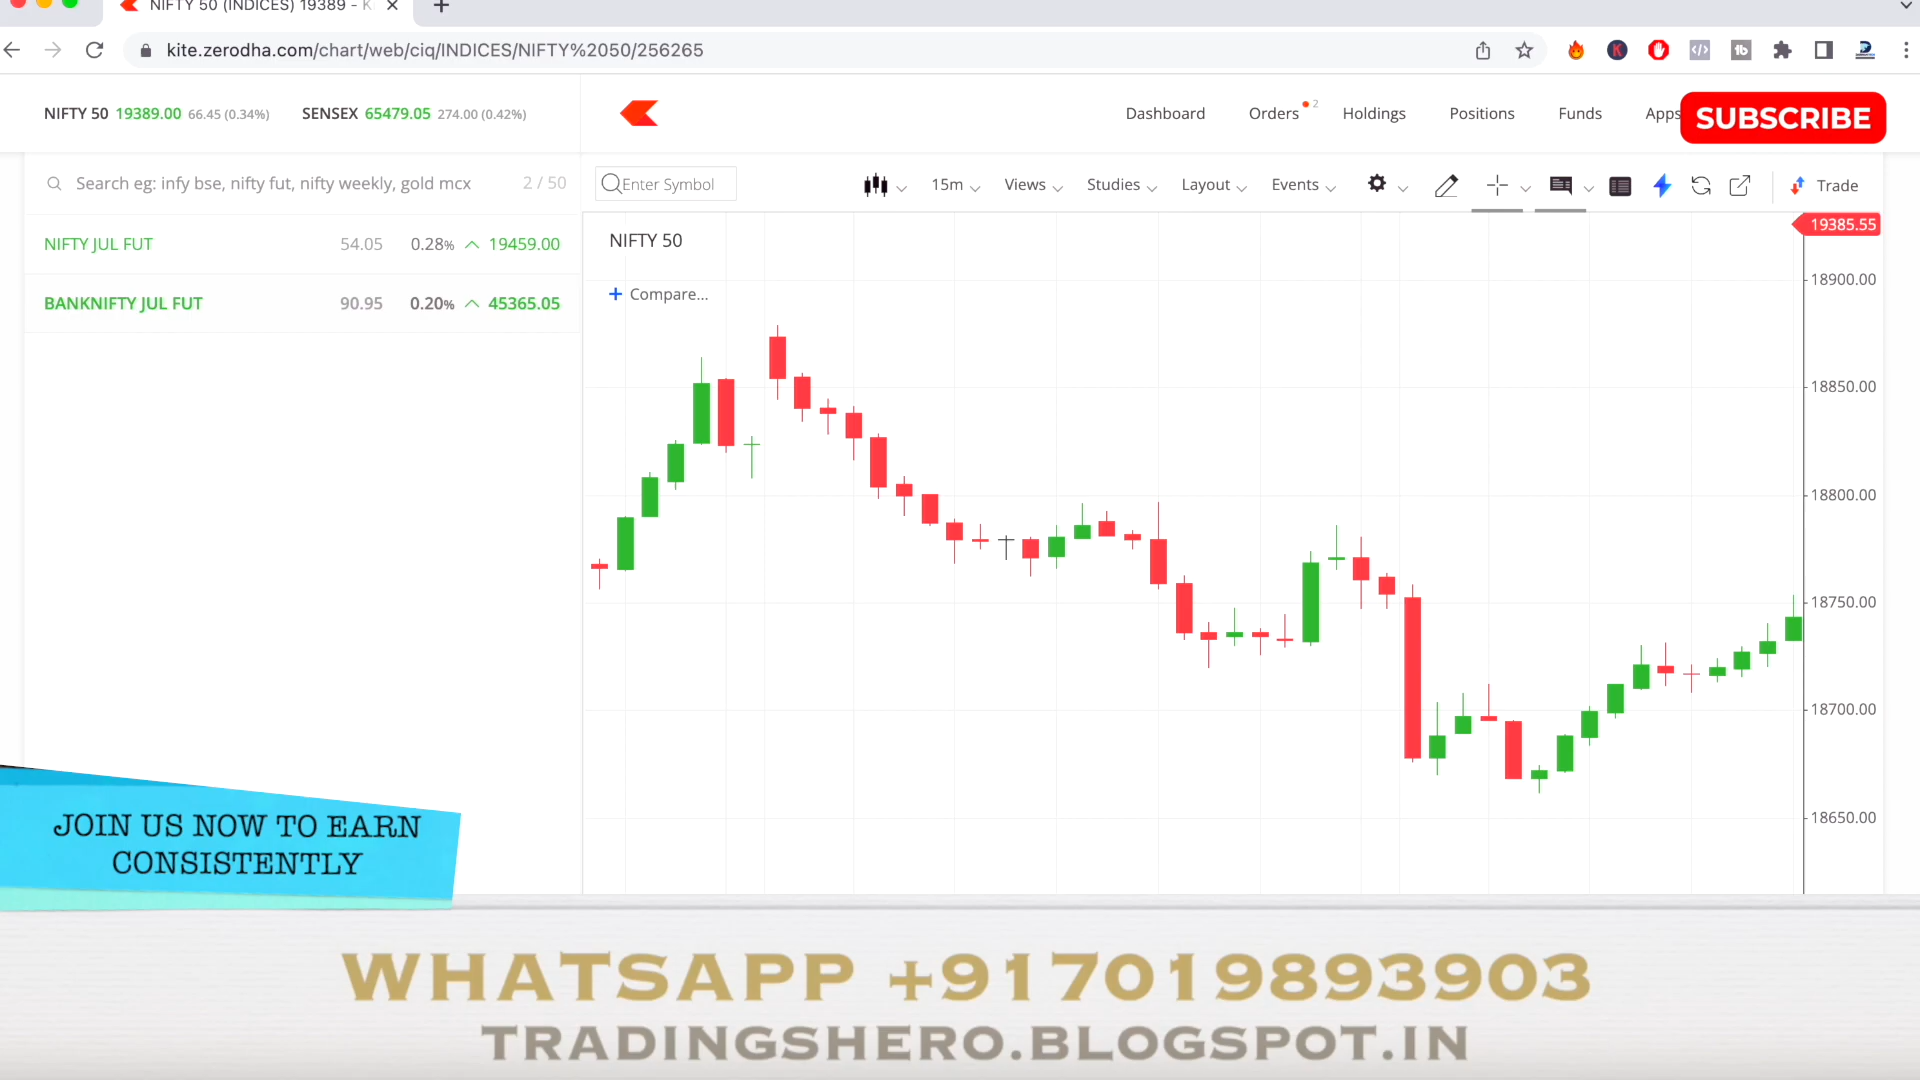 NIFTY 50 (INDICES) 19389 - K
kite.zerodha.com/chart/web/ciq/INDICES/NIFTY%2050/256265
NIFTY 50 19389.00 66.45 (0.34%) SENSEX 65479.05 274.00 (0.42%)
Dashboard Orders 2 Holdings Positions Funds Apps SUBSCRIBE
Search eg: infy bse, nifty fut, nifty weekly, gold mcx 2 / 50
Enter Symbol 15m Views Studies Layout Events Trade
NIFTY JUL FUT 54.05 0.28% 19459.00
BANKNIFTY JUL FUT 90.95 0.20% 45365.05
NIFTY 50
+ Compare...
19385.55
18900.00
18850.00
18800.00
18750.00
18700.00
18650.00
JOIN US NOW TO EARN
CONSISTENTLY
WHATSAPP +917019893903
TRADINGSHERO.BLOGSPOT.IN